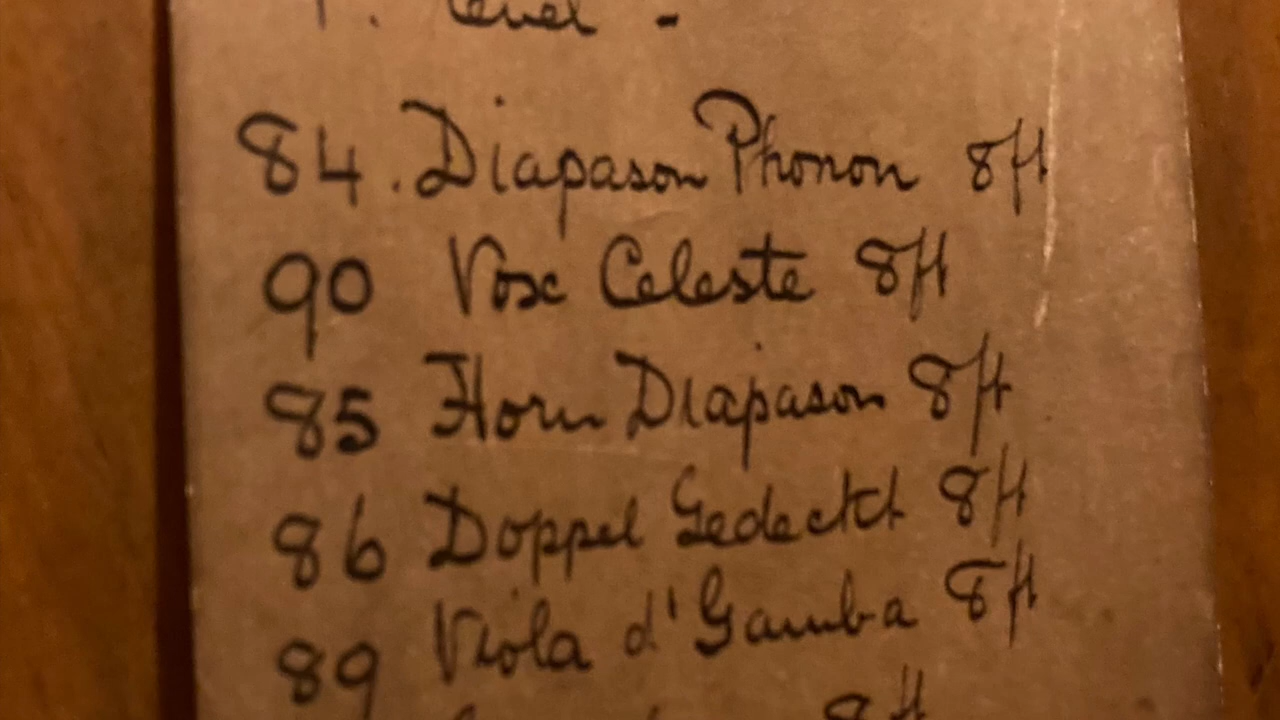 84. Diapason Phonon 8ft
90 Vox Celeste 8ft
85 Horn Diapason 8ft
86 Doppel Gedeckt 8ft
89 Viola d'Gamba 8ft
8ft